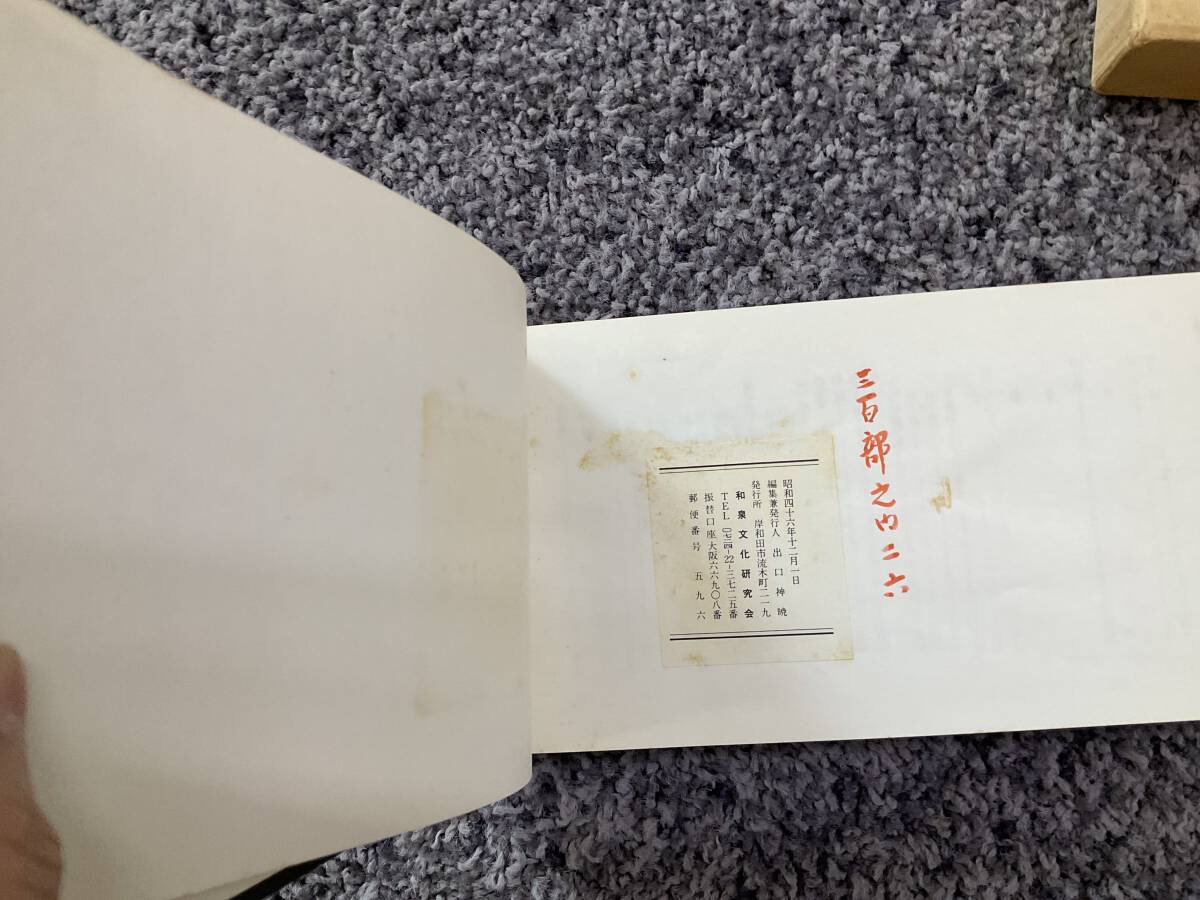 三百部之内二六
昭和四十六年十二月一日
編集兼発行人 出口神暁
発行所 岸和田市流木町二一九
和泉文化研究会
TEL 〇七二四-22-三七二五番
振替口座大阪六六九〇八番
郵便番号 五九六